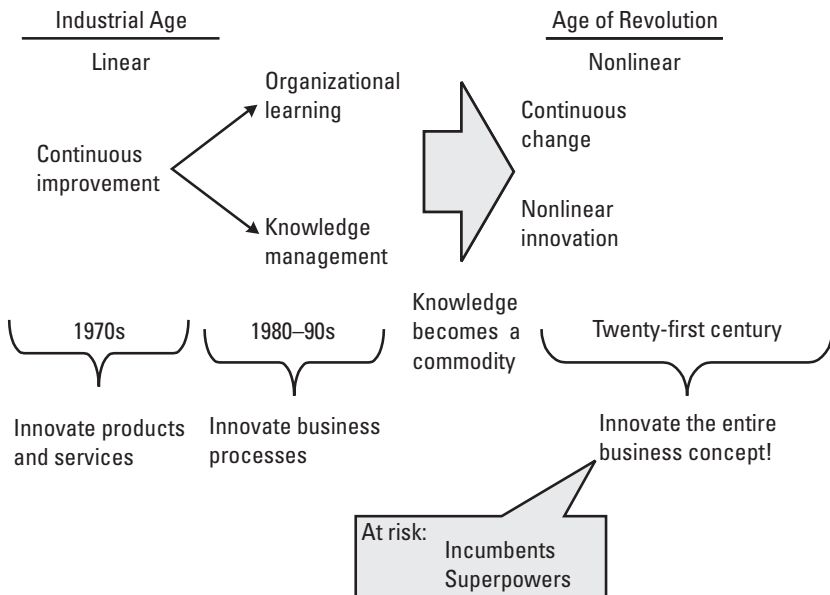 Industrial Age
Linear
Age of Revolution
Nonlinear
Continuous
improvement
Organizational
learning
Knowledge
management
Continuous
change
Nonlinear
innovation
1970s
1980–90s
Knowledge
becomes a
commodity
Twenty-first century
Innovate products
and services
Innovate business
processes
Innovate the entire
business concept!
At risk:
Incumbents
Superpowers